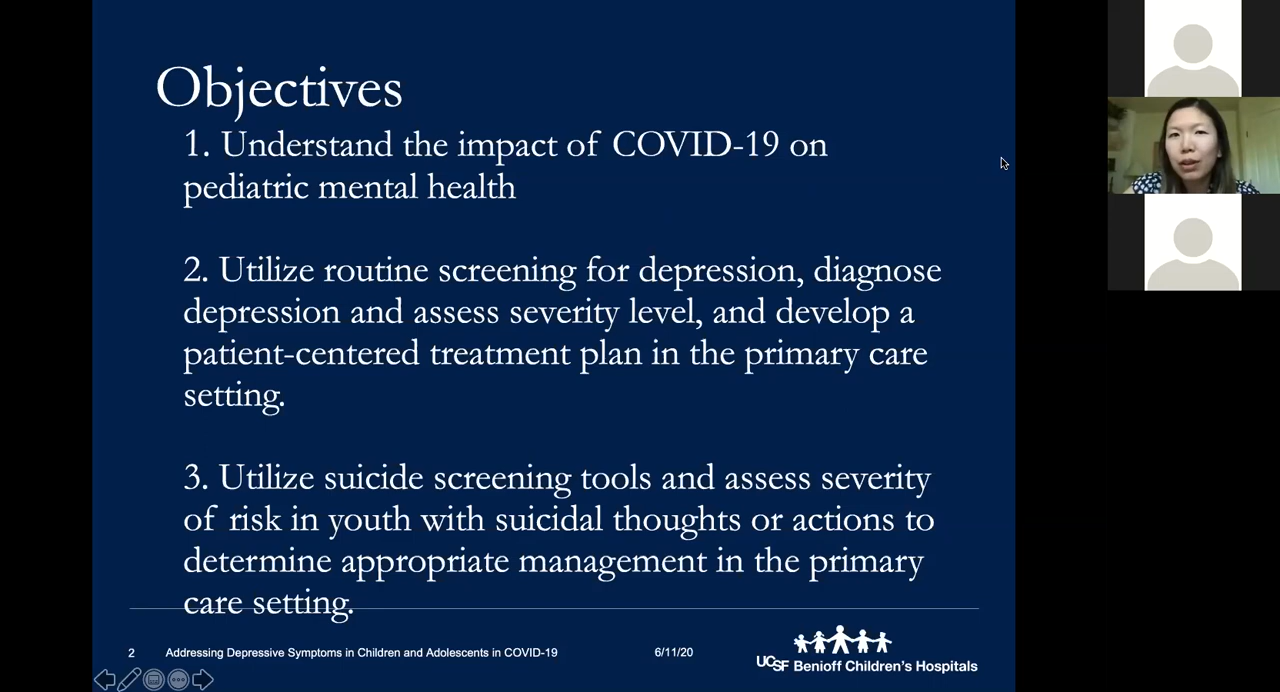 Objectives
1. Understand the impact of COVID-19 on
pediatric mental health
2. Utilize routine screening for depression, diagnose
depression and assess severity level, and develop a
patient-centered treatment plan in the primary care
setting.
3. Utilize suicide screening tools and assess severity
of risk in youth with suicidal thoughts or actions to
determine appropriate management in the primary
care setting.
2 Addressing Depressive Symptoms in Children and Adolescents in COVID-19 6/11/20
UCSF Benioff Children's Hospitals